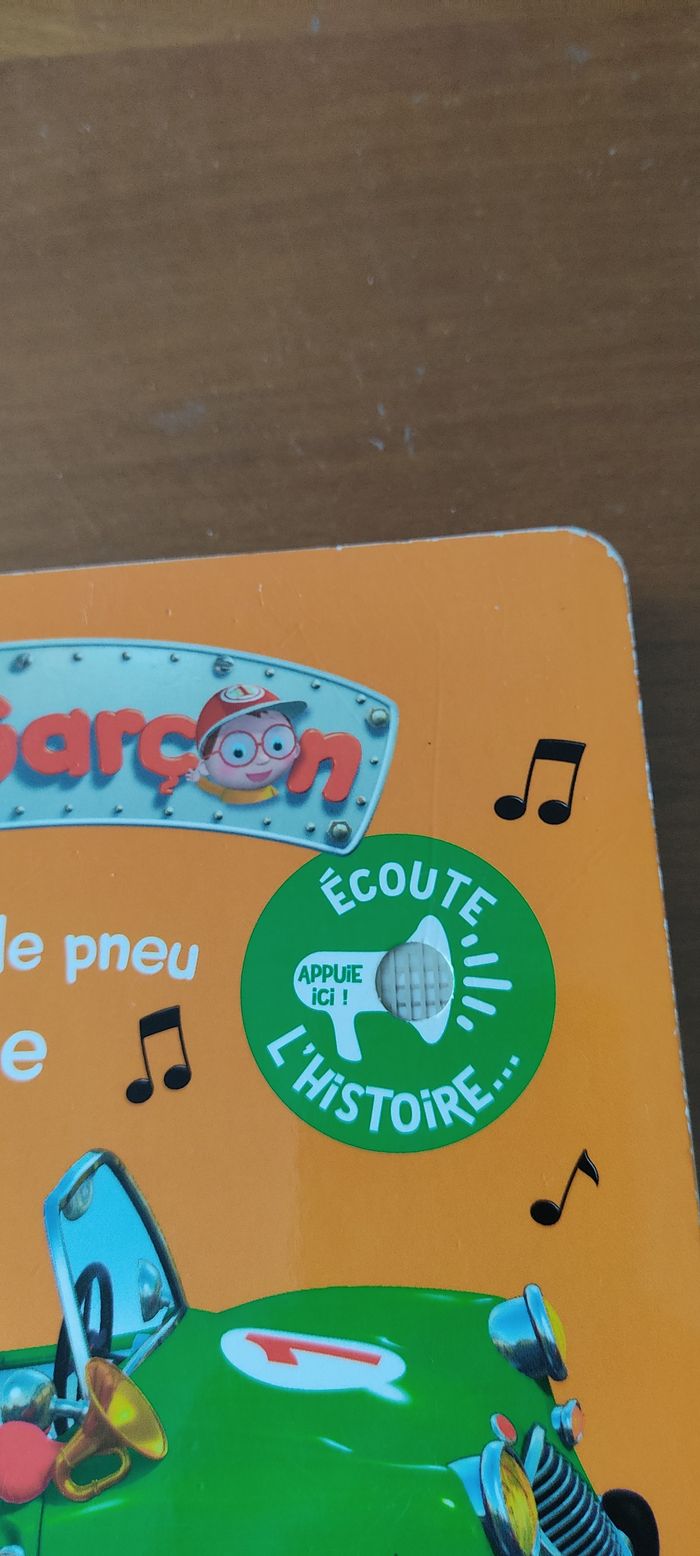 Garçon
le pneu
e
ÉCOUTE
APPUIE
ICI !
L'HISTOIRE...
1